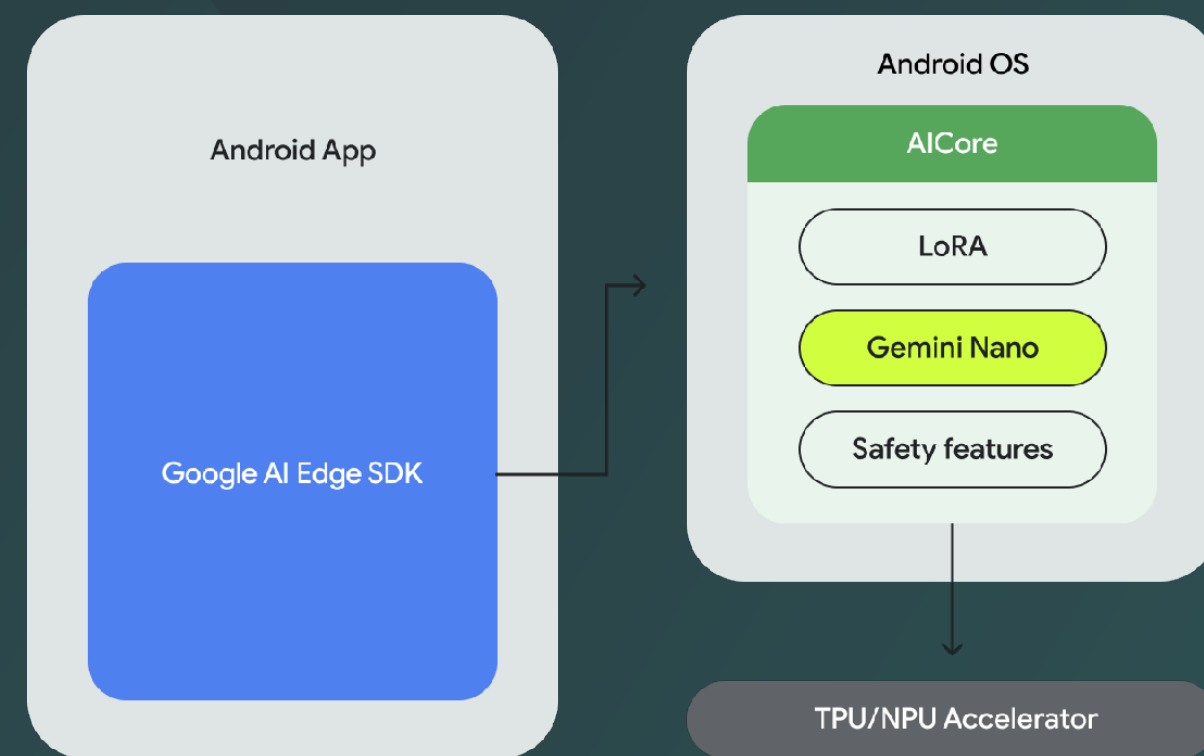 Android App
Google AI Edge SDK
Android OS
AICore
LoRA
Gemini Nano
Safety features
TPU/NPU Accelerator